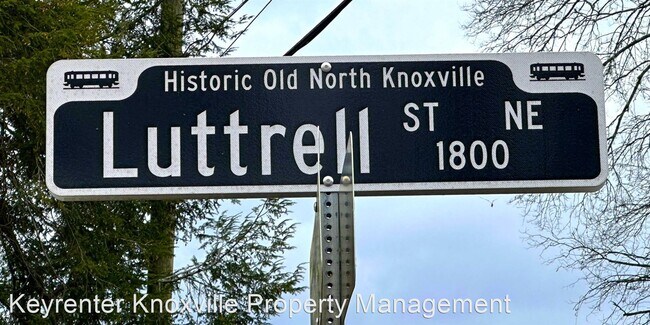 Historic Old North Knoxville
Luttrell ST NE
1800
Keyrenter Knoxville Property Management